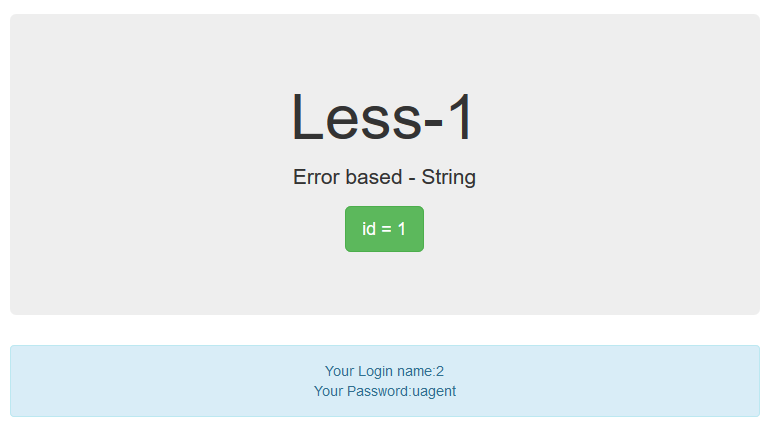 Less-1
Error based - String
id = 1
Your Login name:2
Your Password:uagent